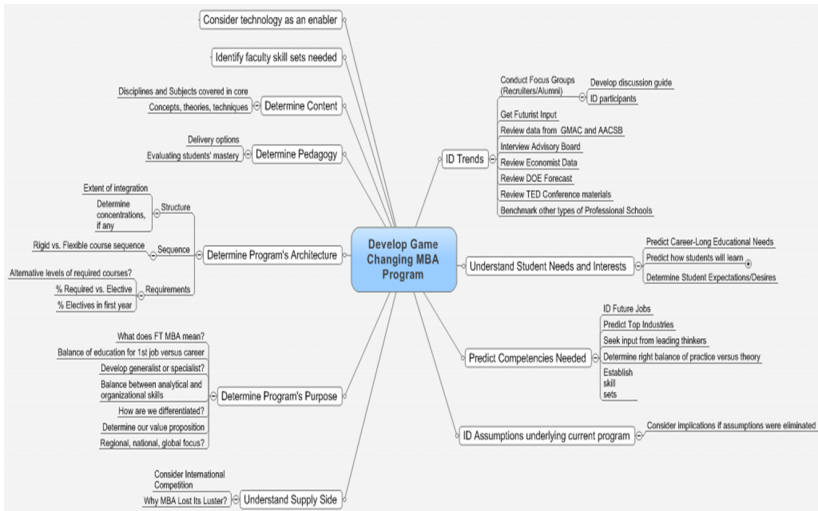 Develop Game
Changing MBA
Program
Consider technology as an enabler
Identify faculty skill sets needed
Determine Content
Disciplines and Subjects covered in core
Concepts, theories, techniques
Determine Pedagogy
Delivery options
Evaluating students' mastery
Determine Program's Architecture
Structure
Extent of integration
Determine
concentrations,
if any
Sequence
Rigid vs. Flexible course sequence
Requirements
Alternative levels of required courses?
% Required vs. Elective
% Electives in first year
Determine Program's Purpose
What does FT MBA mean?
Balance of education for 1st job versus career
Develop generalist or specialist?
Balance between analytical and
organizational skills
How are we differentiated?
Determine our value proposition
Regional, national, global focus?
Understand Supply Side
Consider International
Competition
Why MBA Lost Its Luster?
ID Trends
Conduct Focus Groups
(Recruiters/Alumni)
Develop discussion guide
ID participants
Get Futurist Input
Review data from GMAC and AACSB
Interview Advisory Board
Review Economist Data
Review DOE Forecast
Review TED Conference materials
Benchmark other types of Professional Schools
Understand Student Needs and Interests
Predict Career-Long Educational Needs
Predict how students will learn
Determine Student Expectations/Desires
Predict Competencies Needed
ID Future Jobs
Predict Top Industries
Seek input from leading thinkers
Determine right balance of practice versus theory
Establish
skill
sets
ID Assumptions underlying current program
Consider implications if assumptions were eliminated